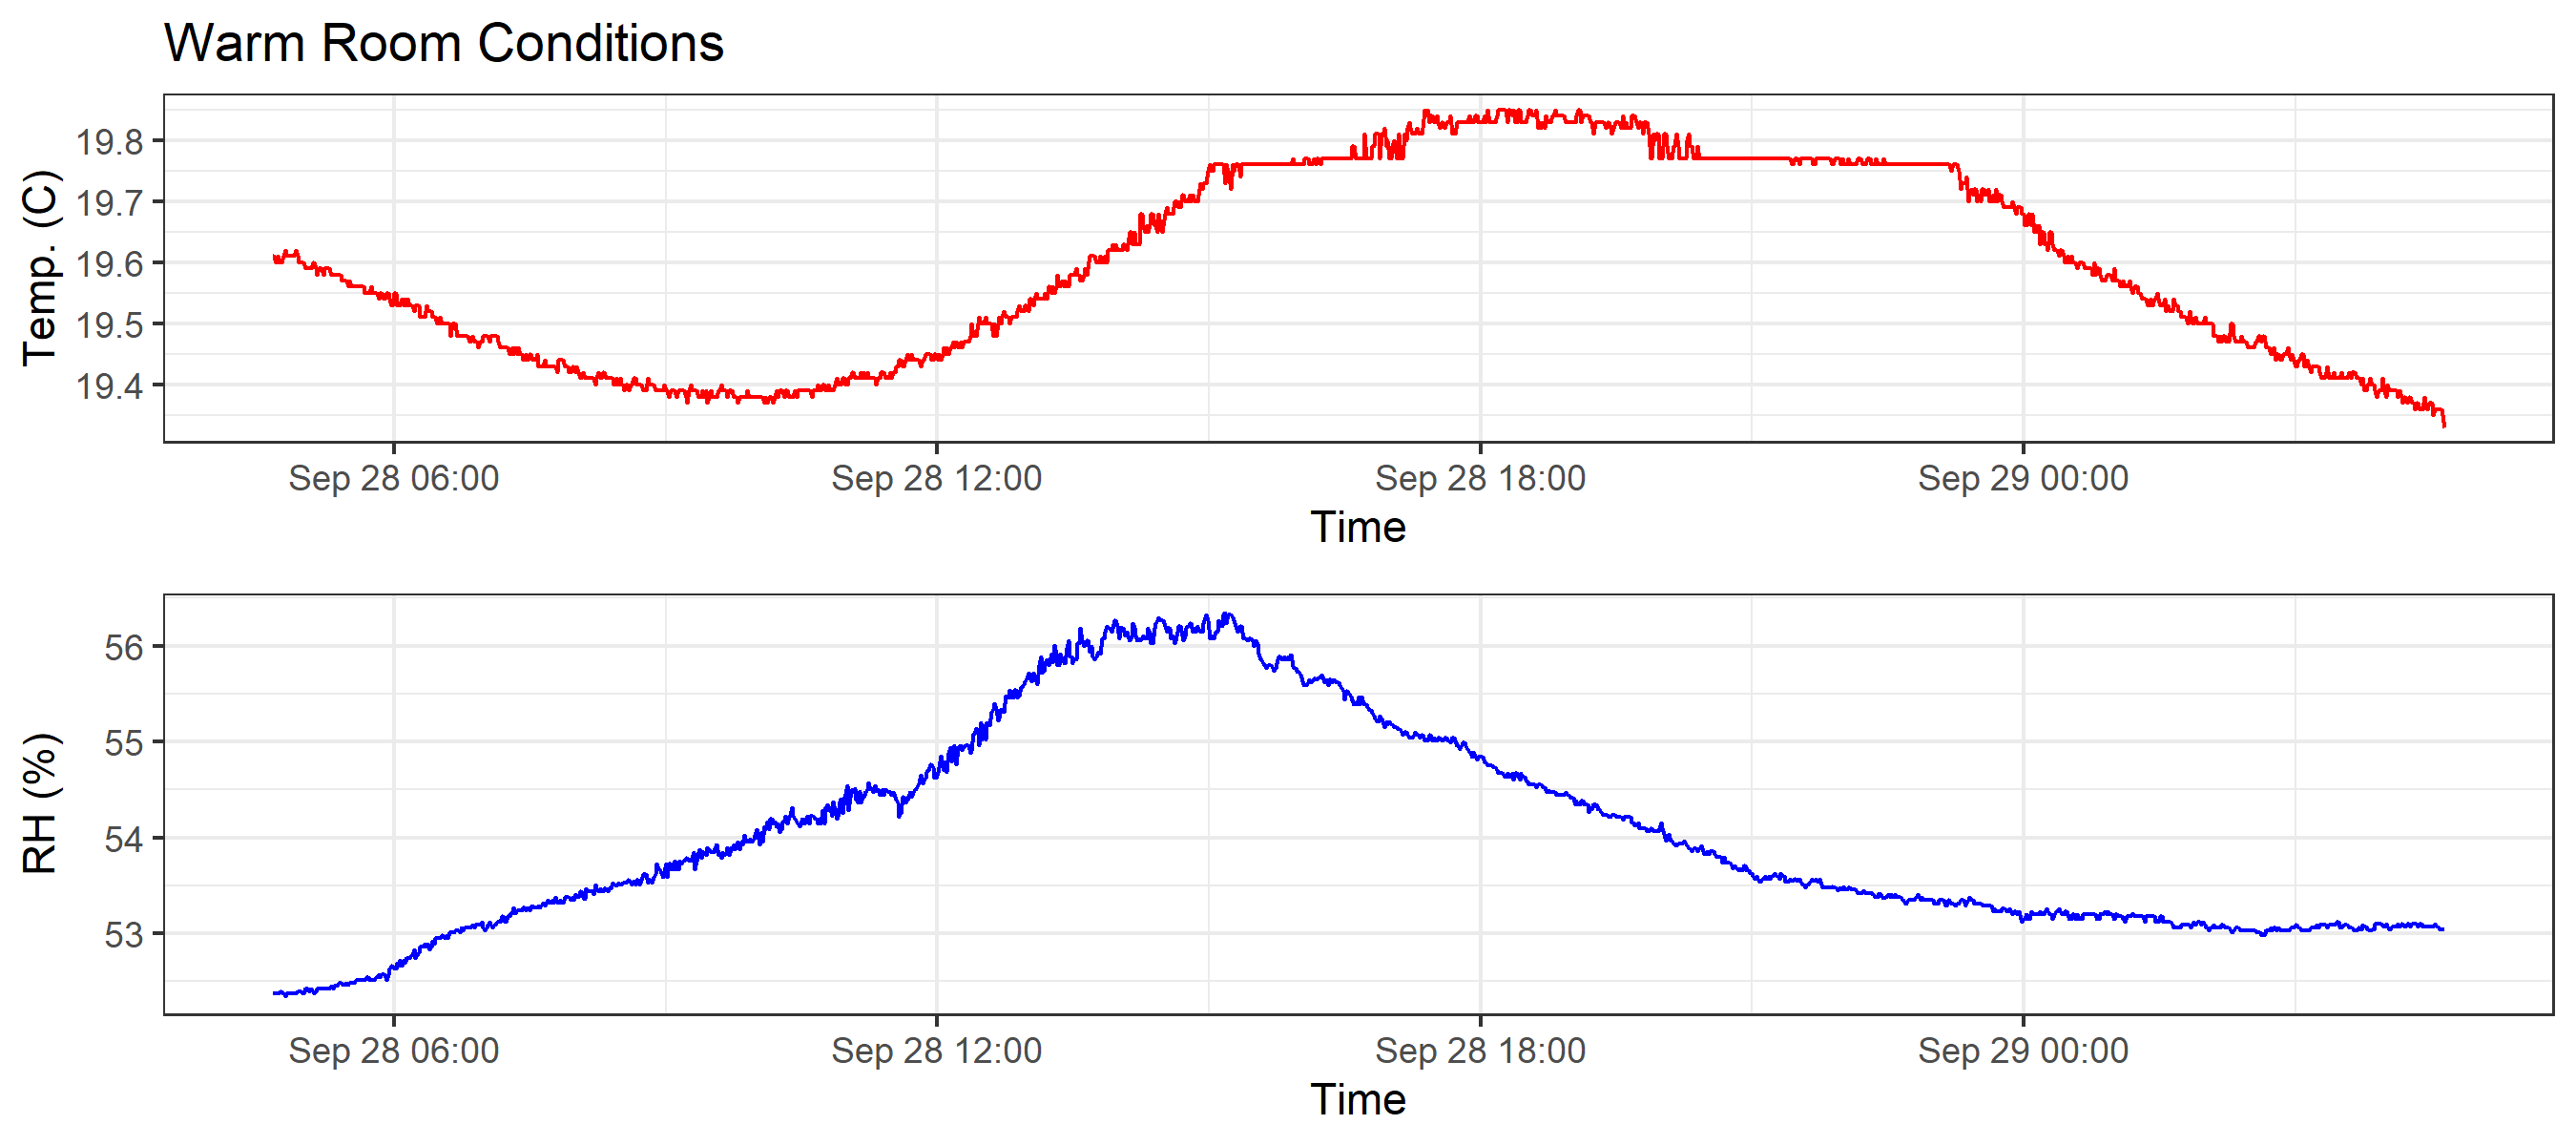 Warm Room Conditions
Temp. (C)
19.8
19.7
19.6
19.5
19.4
Sep 28 06:00 Sep 28 12:00 Sep 28 18:00 Sep 29 00:00
Time
RH (%)
56
55
54
53
Sep 28 06:00 Sep 28 12:00 Sep 28 18:00 Sep 29 00:00
Time